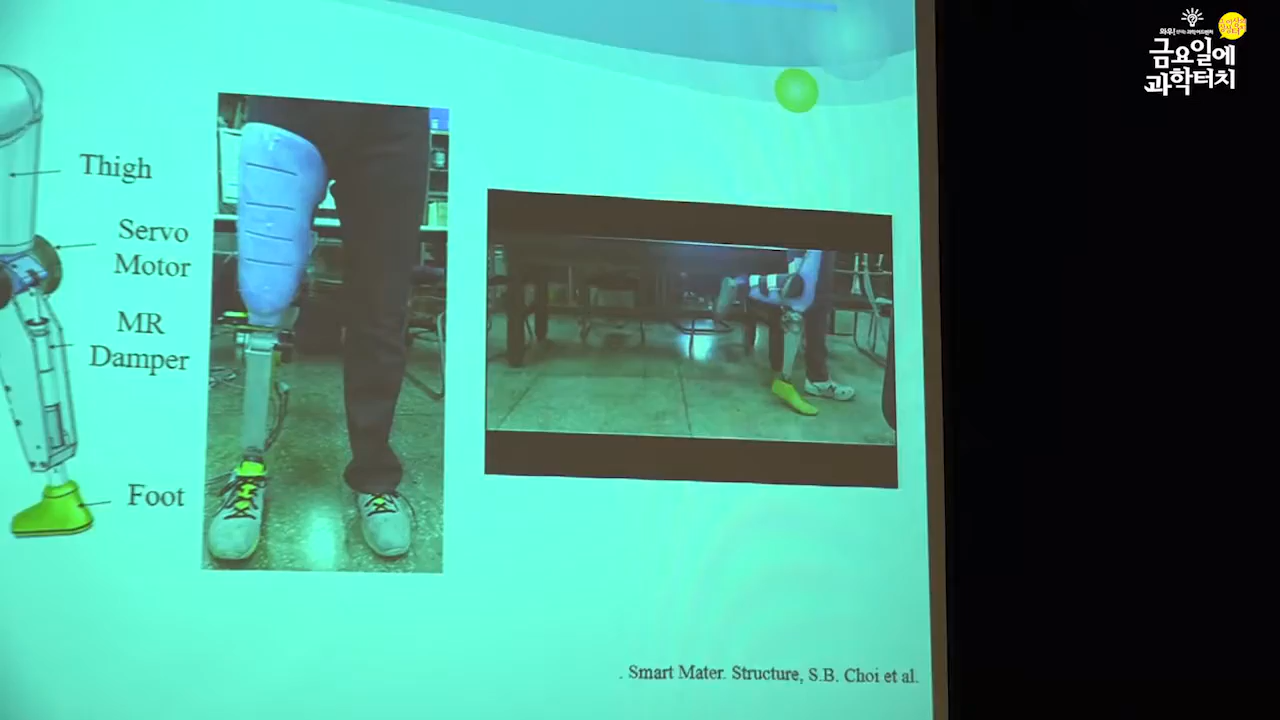 Thigh
Servo
Motor
MR
Damper
Foot
. Smart Mater. Structure, S.B. Choi et al.
금요일에
과학터치